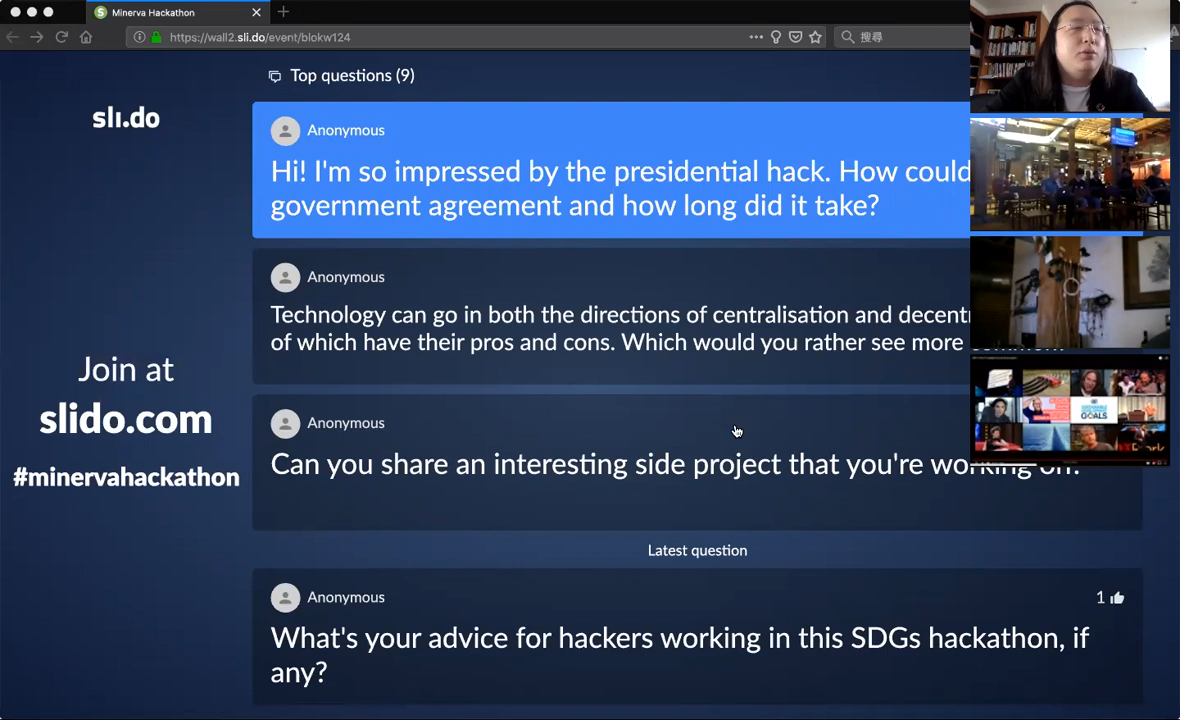 Minerva Hackathon
https://wall2.sli.do/event/blokw124
搜尋
Top questions (9)
sli.do
Anonymous
Hi! I'm so impressed by the presidential hack. How could
government agreement and how long did it take?
Anonymous
Technology can go in both the directions of centralisation and
of which have their pros and cons. Which would you rather see more
Join at
slido.com
#minervahackathon
Anonymous
Can you share an interesting side project that you're working on?
GOALS
Latest question
Anonymous
1
What's your advice for hackers working in this SDGs hackathon, if
any?